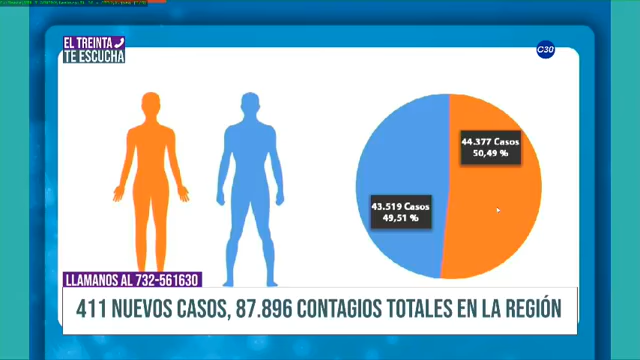 EL TREINTA
TE ESCUCHA
C30
44.377 Casos
50,49 %
43.519 Casos
49,51 %
LLAMANOS AL 732-561630
411 NUEVOS CASOS, 87.896 CONTAGIOS TOTALES EN LA REGIÓN